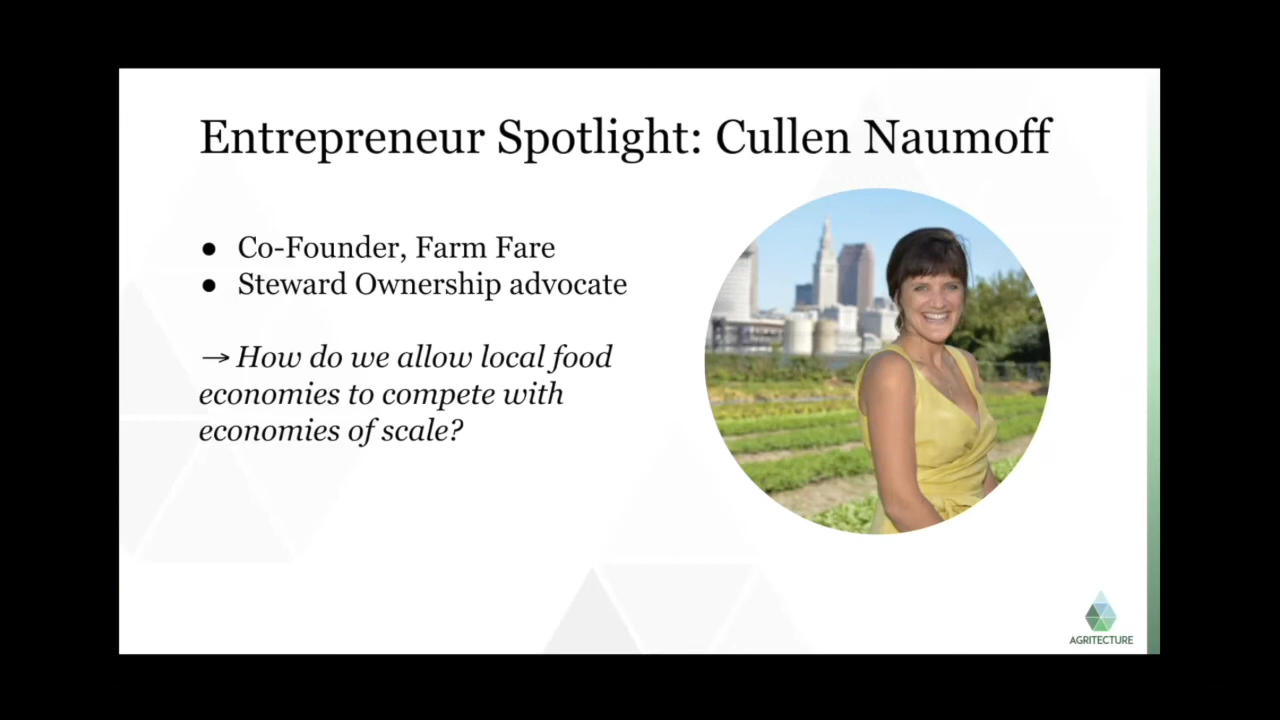 Entrepreneur Spotlight: Cullen Naumoff
● Co-Founder, Farm Fare
● Steward Ownership advocate
→ How do we allow local food
economies to compete with
economies of scale?
AGRITECTURE